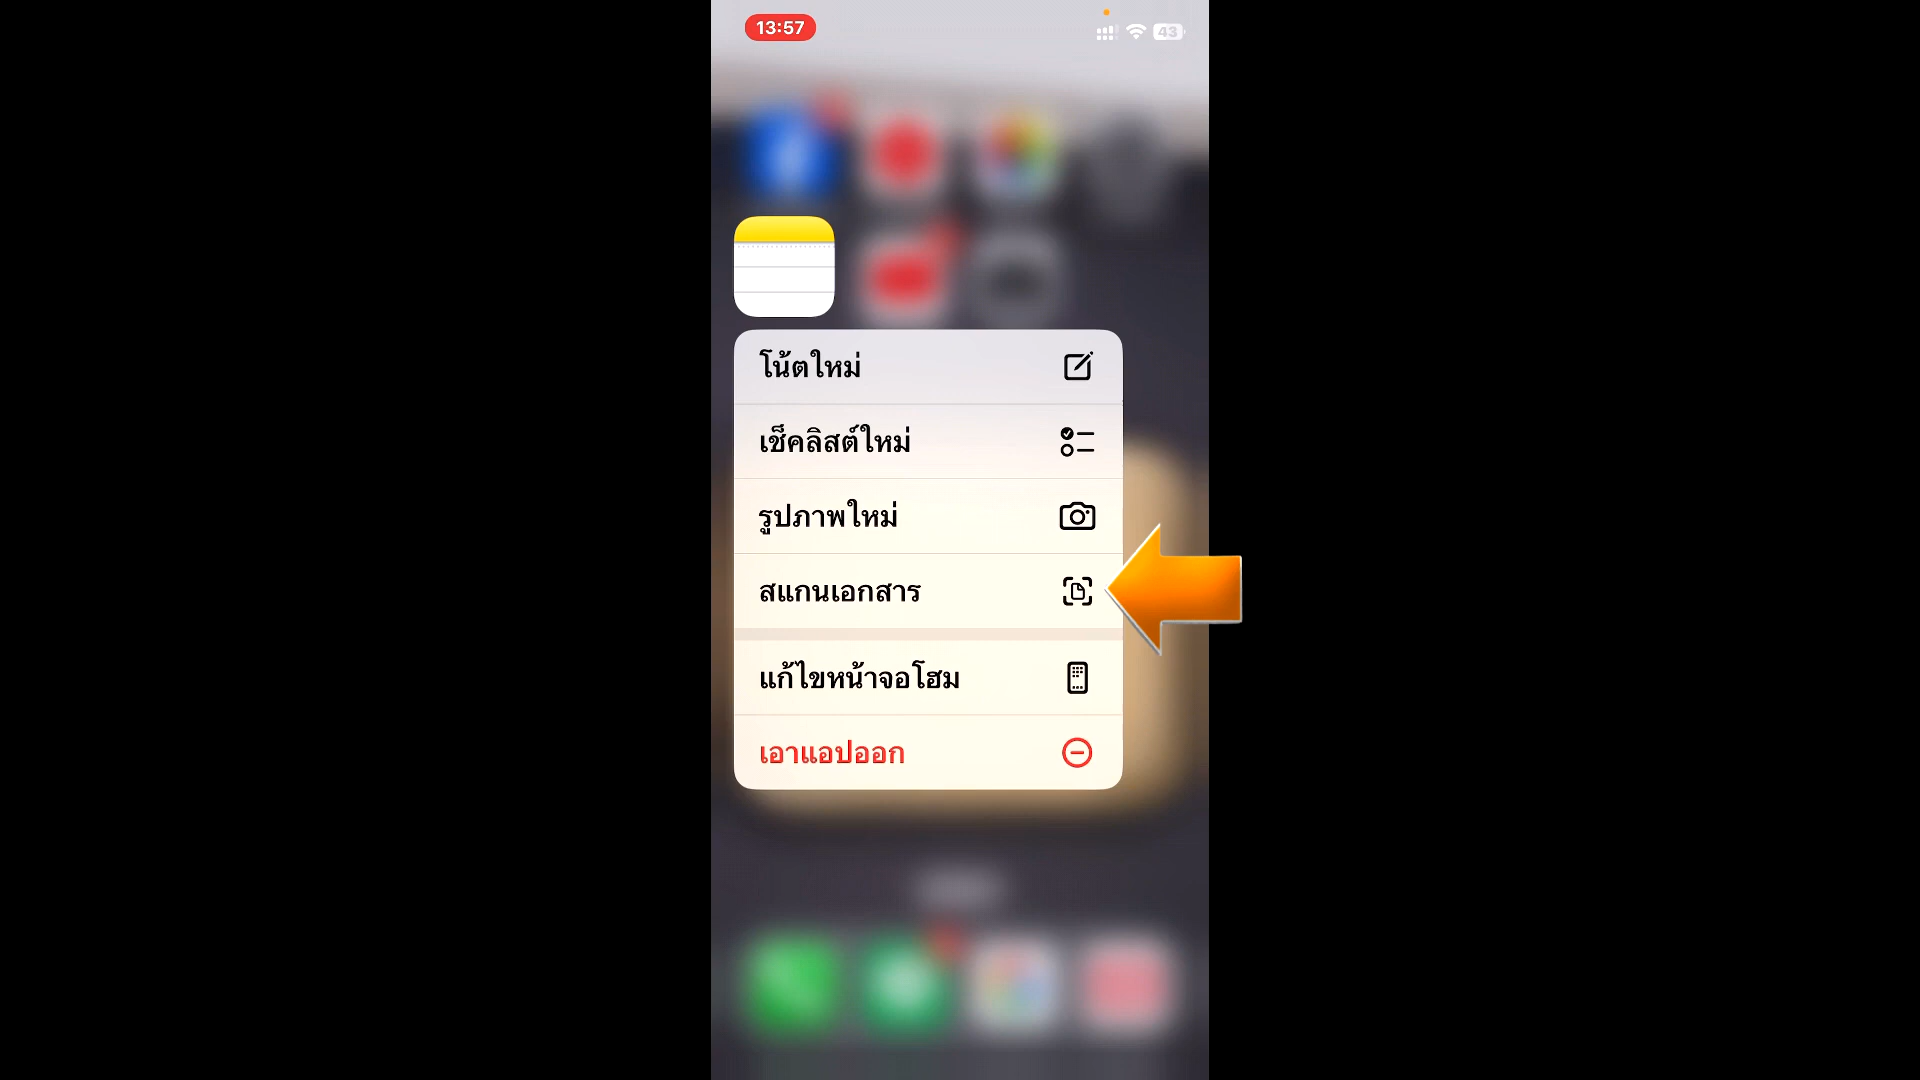 13:57
43
โน้ตใหม่
เช็คลิสต์ใหม่
รูปภาพใหม่
สแกนเอกสาร
แก้ไขหน้าจอโฮม
เอาแอปออก